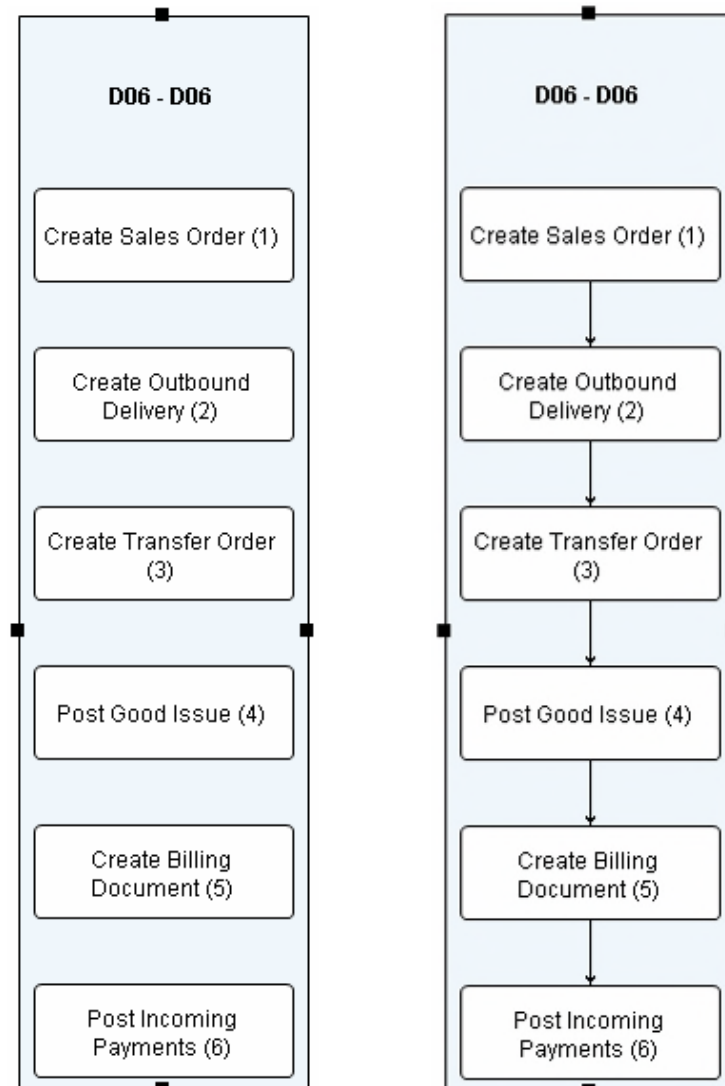 D06 - D06
Create Sales Order (1)
Create Outbound
Delivery (2)
Create Transfer Order
(3)
Post Good Issue (4)
Create Billing
Document (5)
Post Incoming
Payments (6)
D06 - D06
Create Sales Order (1)
Create Outbound
Delivery (2)
Create Transfer Order
(3)
Post Good Issue (4)
Create Billing
Document (5)
Post Incoming
Payments (6)